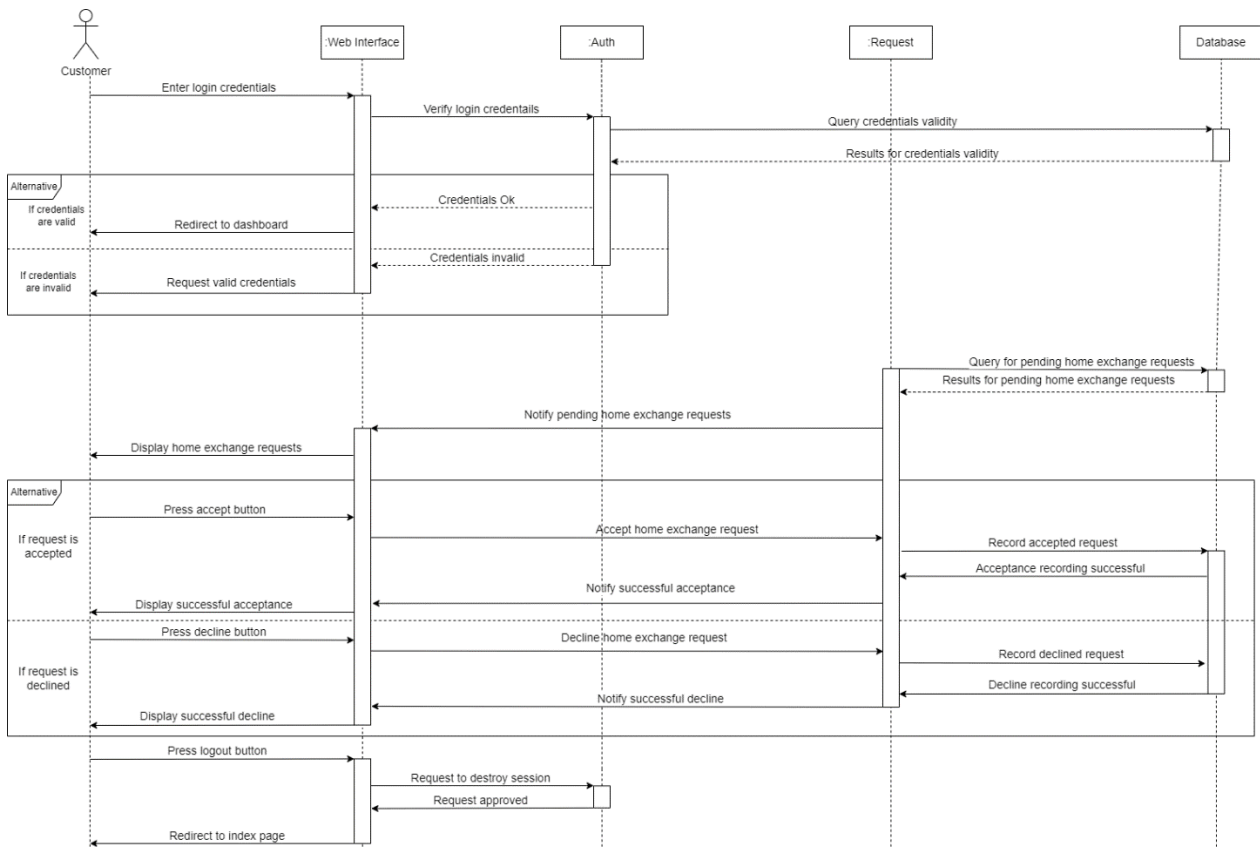 :Web Interface
:Auth
:Request
Database
Customer
Enter login credentials
Verify login credentails
Query credentials validity
Results for credentials validity
Alternative
If credentials
are valid
Credentials Ok
Redirect to dashboard
If credentials
are invalid
Credentials invalid
Request valid credentials
Query for pending home exchange requests
Results for pending home exchange requests
Notify pending home exchange requests
Display home exchange requests
Alternative
Press accept button
If request is
accepted
Accept home exchange request
Record accepted request
Acceptance recording successful
Notify successful acceptance
Display successful acceptance
Press decline button
Decline home exchange request
Record declined request
If request is
declined
Decline recording successful
Notify successful decline
Display successful decline
Press logout button
Request to destroy session
Request approved
Redirect to index page